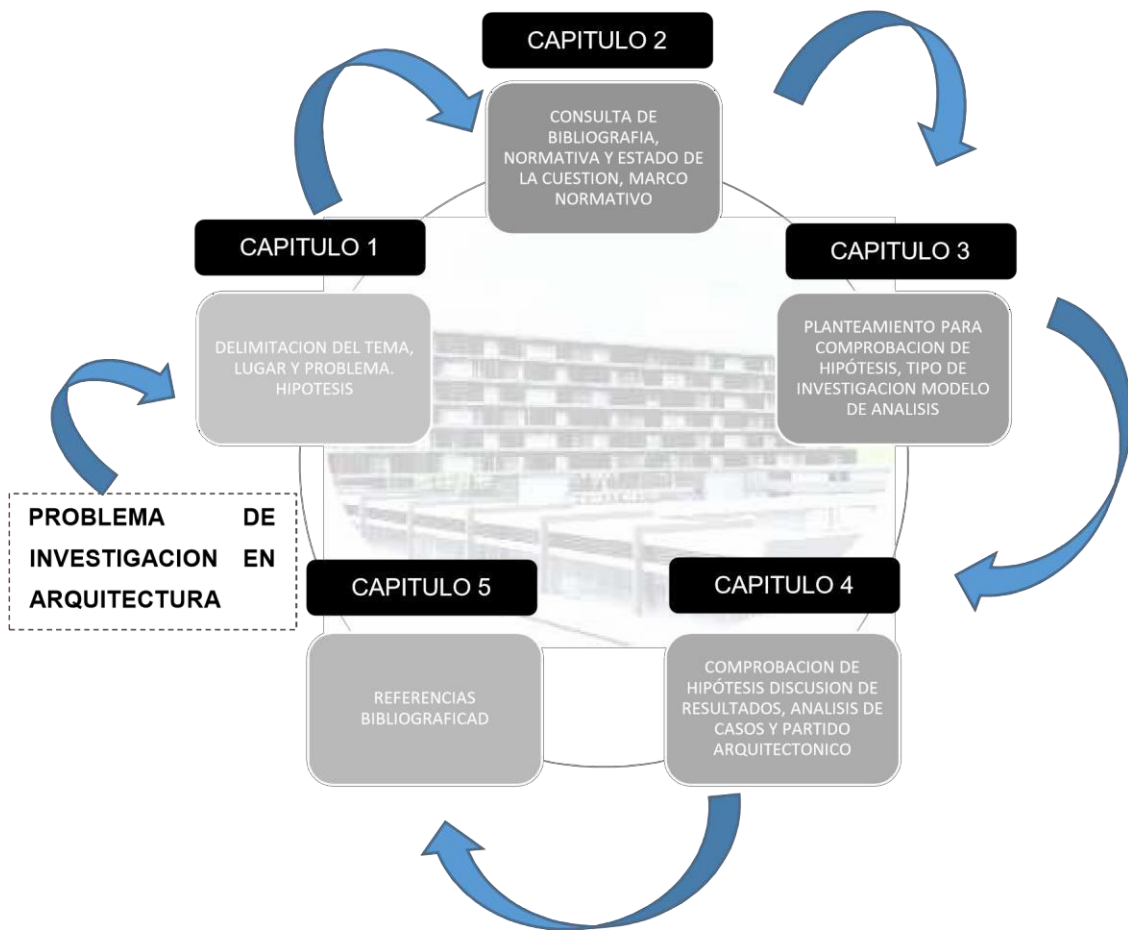 CAPITULO 2
CONSULTA DE
BIBLIOGRAFIA,
NORMATIVA Y ESTADO DE
LA CUESTION, MARCO
NORMATIVO
CAPITULO 1
DELIMITACION DEL TEMA,
LUGAR Y PROBLEMA.
HIPOTESIS
CAPITULO 3
PLANTEAMIENTO PARA
COMPROBACION DE
HIPÓTESIS, TIPO DE
INVESTIGACION MODELO
DE ANALISIS
PROBLEMA DE
INVESTIGACION EN
ARQUITECTURA
CAPITULO 5
REFERENCIAS
BIBLIOGRAFICAD
CAPITULO 4
COMPROBACION DE
HIPÓTESIS DISCUSION DE
RESULTADOS, ANALISIS DE
CASOS Y PARTIDO
ARQUITECTONICO